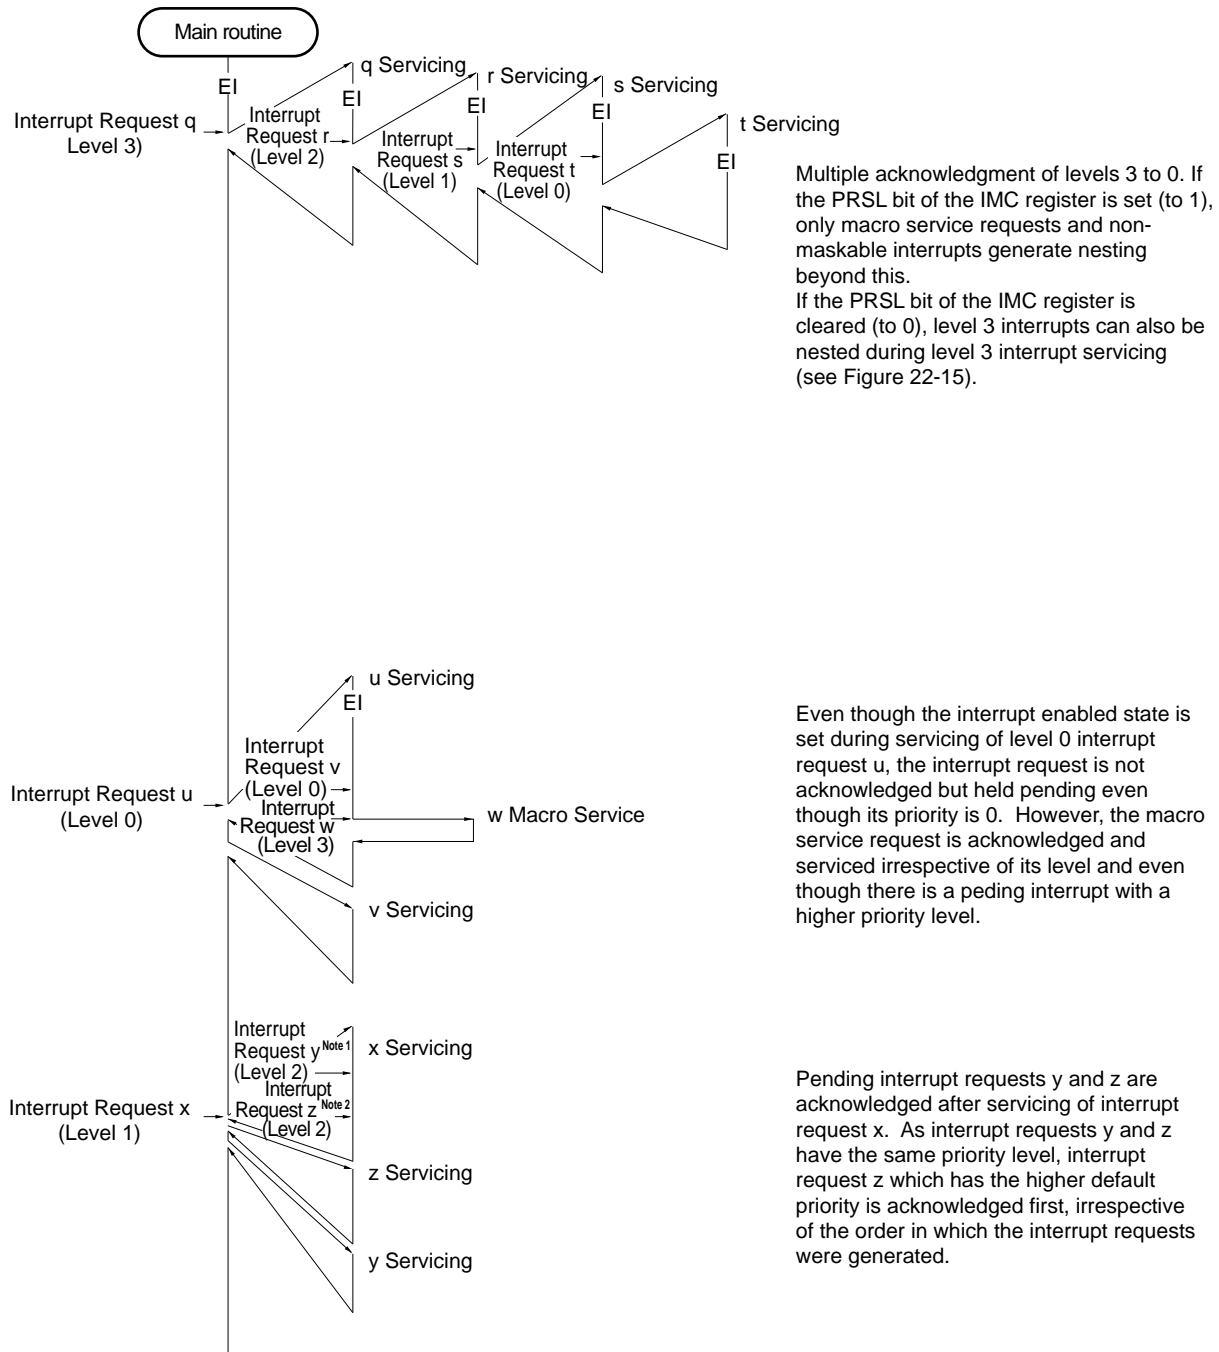 Main routine
EI
q Servicing
r Servicing
s Servicing
t Servicing
EI
EI
EI
EI
Interrupt Request q
Level 3)
Interrupt
Request r
(Level 2)
Interrupt
Request s
(Level 1)
Interrupt
Request t
(Level 0)
Multiple acknowledgment of levels 3 to 0. If
the PRSL bit of the IMC register is set (to 1),
only macro service requests and non-
maskable interrupts generate nesting
beyond this.
If the PRSL bit of the IMC register is
cleared (to 0), level 3 interrupts can also be
nested during level 3 interrupt servicing
(see Figure 22-15).
u Servicing
EI
Interrupt
Request v
(Level 0)
Interrupt Request u
(Level 0)
Interrupt
Request w
(Level 3)
w Macro Service
v Servicing
Even though the interrupt enabled state is
set during servicing of level 0 interrupt
request u, the interrupt request is not
acknowledged but held pending even
though its priority is 0.  However, the macro
service request is acknowledged and
serviced irrespective of its level and even
though there is a peding interrupt with a
higher priority level.
Interrupt
Request y Note 1
(Level 2)
x Servicing
Interrupt Request x
(Level 1)
Interrupt
Request z Note 2
(Level 2)
z Servicing
y Servicing
Pending interrupt requests y and z are
acknowledged after servicing of interrupt
request x.  As interrupt requests y and z
have the same priority level, interrupt
request z which has the higher default
priority is acknowledged first, irrespective
of the order in which the interrupt requests
were generated.